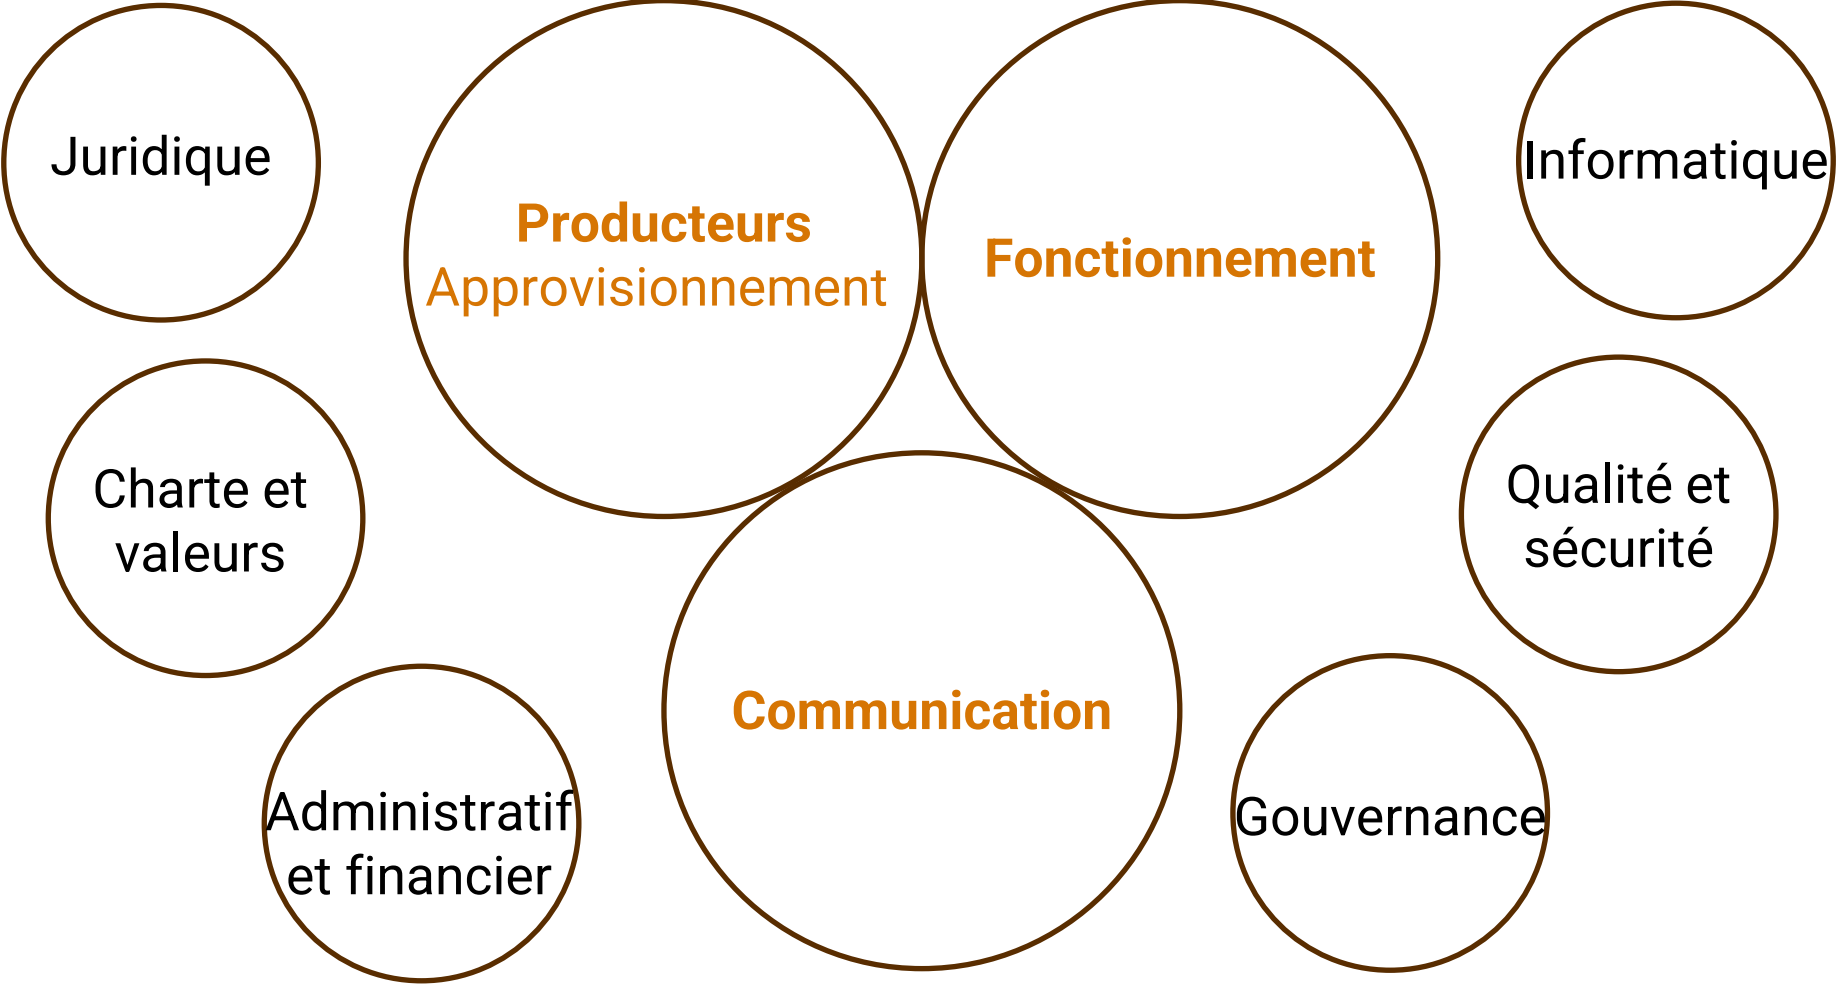 Juridique
Producteurs
Approvisionnement
Fonctionnement
Informatique
Charte et
valeurs
Qualité et
sécurité
Communication
Administratif
et financier
Gouvernance